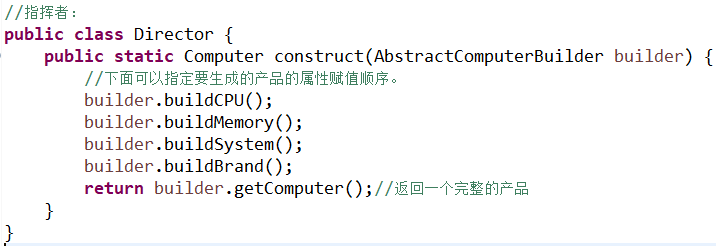 //指挥者:
public class Director {
    public static Computer construct(AbstractComputerBuilder builder) {
        //下面可以指定要生成的产品的属性赋值顺序。
        builder.buildCPU();
        builder.buildMemory();
        builder.buildSystem();
        builder.buildBrand();
        return builder.getComputer();//返回一个完整的产品
    }
}